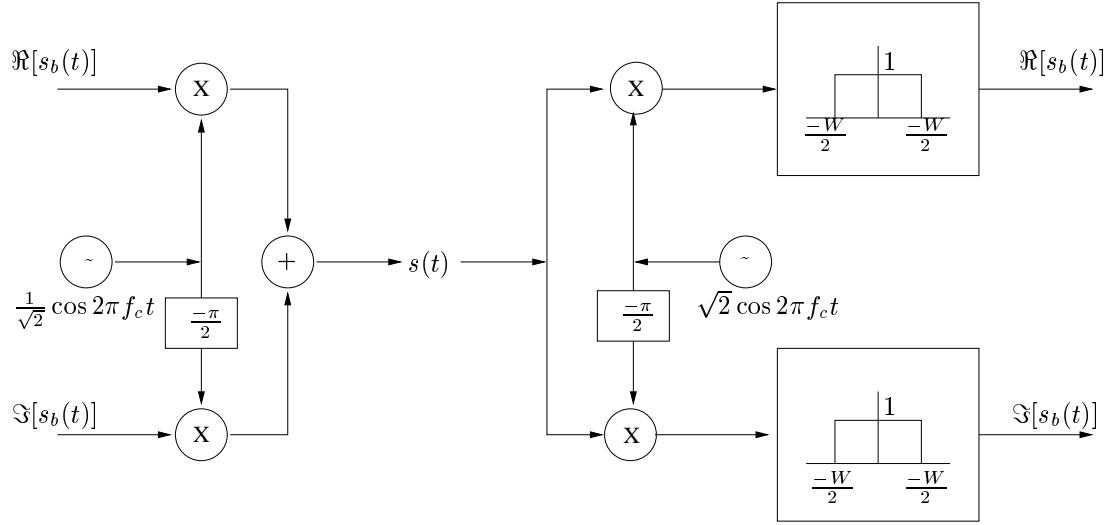 ℜ[s_b(t)]
X
+
~
1/√2 cos 2πf_c t
-π/2
ℑ[s_b(t)]
X
s(t)
X
~
√2 cos 2πf_c t
-π/2
X
1
-W/2
-W/2
ℜ[s_b(t)]
1
-W/2
-W/2
ℑ[s_b(t)]